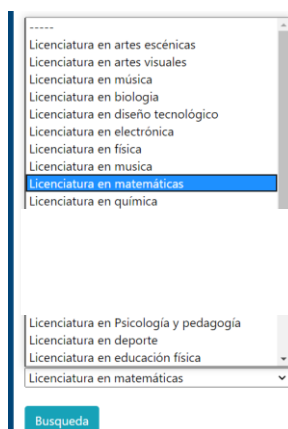 -----
Licenciatura en artes escénicas
Licenciatura en artes visuales
Licenciatura en música
Licenciatura en biologia
Licenciatura en diseño tecnológico
Licenciatura en electrónica
Licenciatura en física
Licenciatura en musica
Licenciatura en matemáticas
Licenciatura en química
Licenciatura en Psicología y pedagogía
Licenciatura en deporte
Licenciatura en educación física
Licenciatura en matemáticas
Busqueda